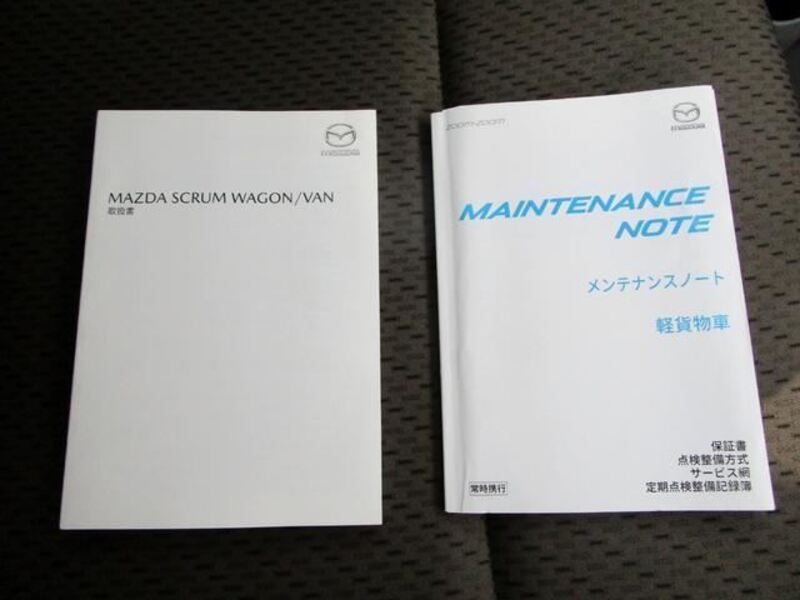 MAZDA SCRUM WAGON/VAN
取扱書
zoom-zoom
MAINTENANCE
NOTE
メンテナンスノート
軽貨物車
保証書
点検整備方式
サービス網
定期点検整備記録簿
常時携行